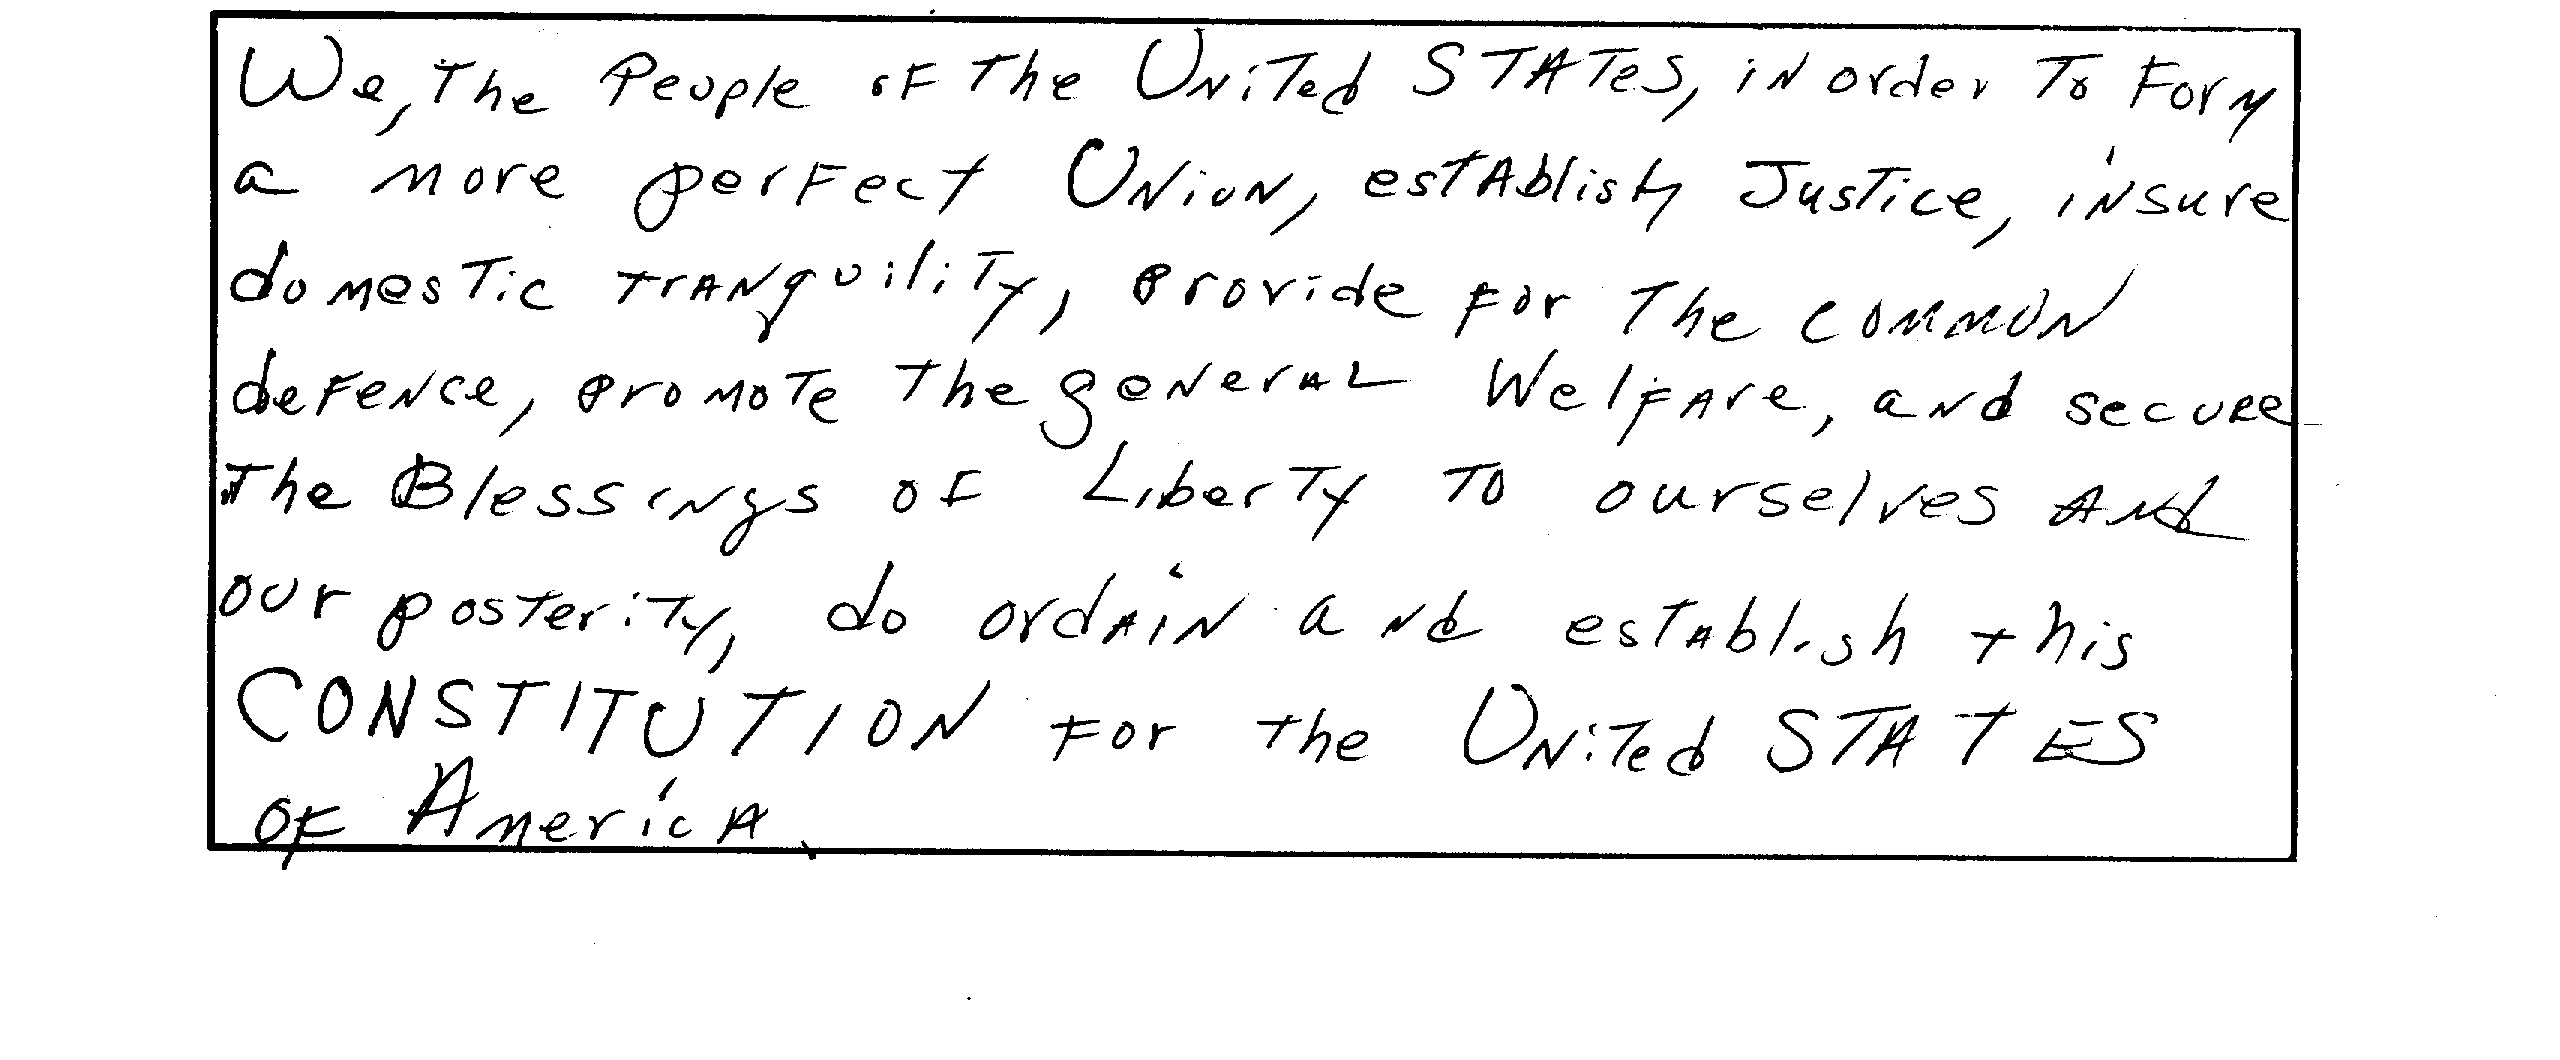 We, the People of the United States, in order to form
a more perfect Union, establish Justice, insure
domestic tranquility, provide for the common
defence, promote the general Welfare, and secure
the Blessings of Liberty to ourselves and
our posterity, do ordain and establish this
CONSTITUTION for the United STATES
of America.